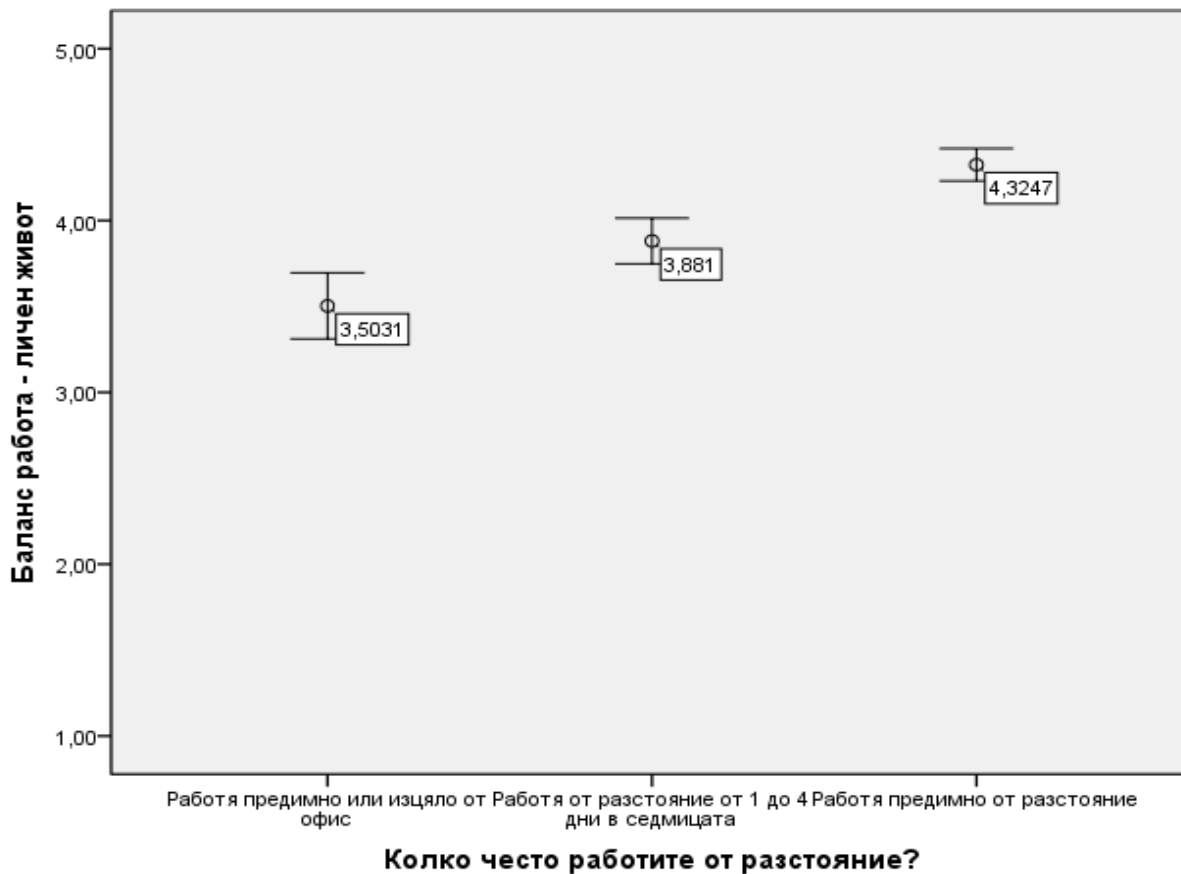 5,00
4,00
3,00
2,00
1,00
Баланс работа - личен живот
3,5031
3,881
4,3247
Работя предимно или изцяло от
офис
Работя от разстояние от 1 до 4
дни в седмицата
Работя предимно от разстояние
Колко често работите от разстояние?